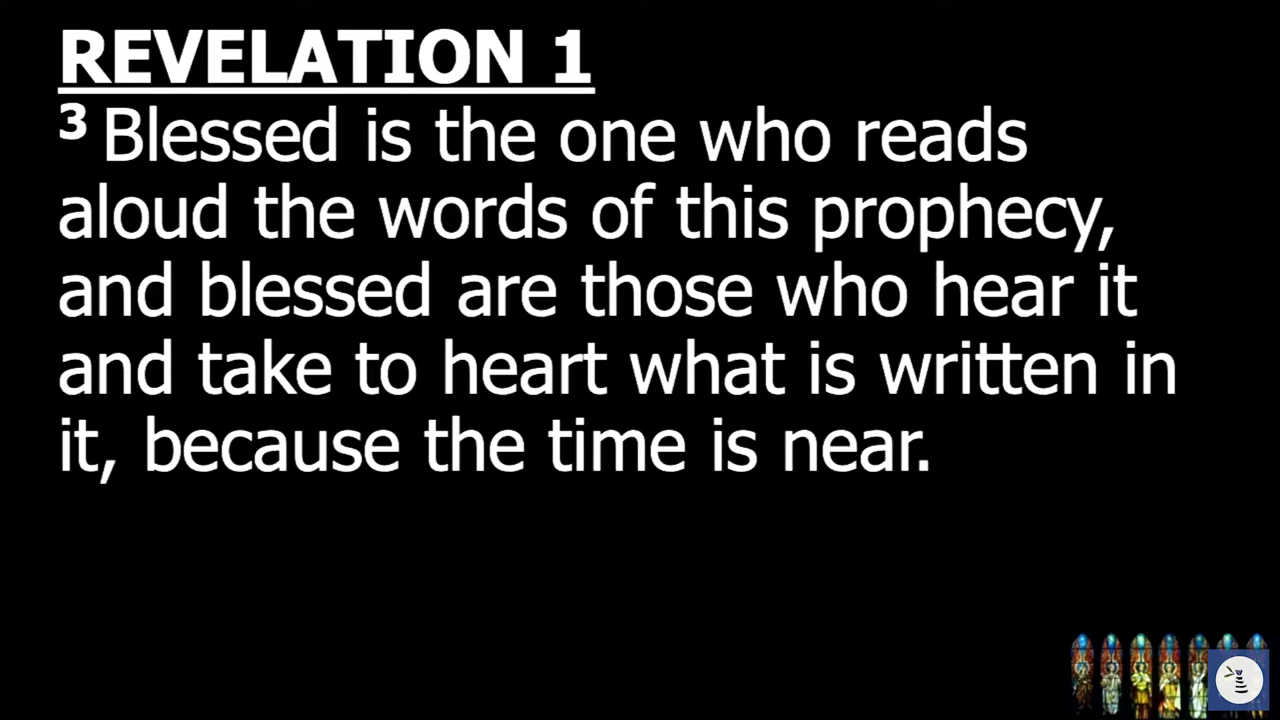 REVELATION 1
3 Blessed is the one who reads
aloud the words of this prophecy,
and blessed are those who hear it
and take to heart what is written in
it, because the time is near.